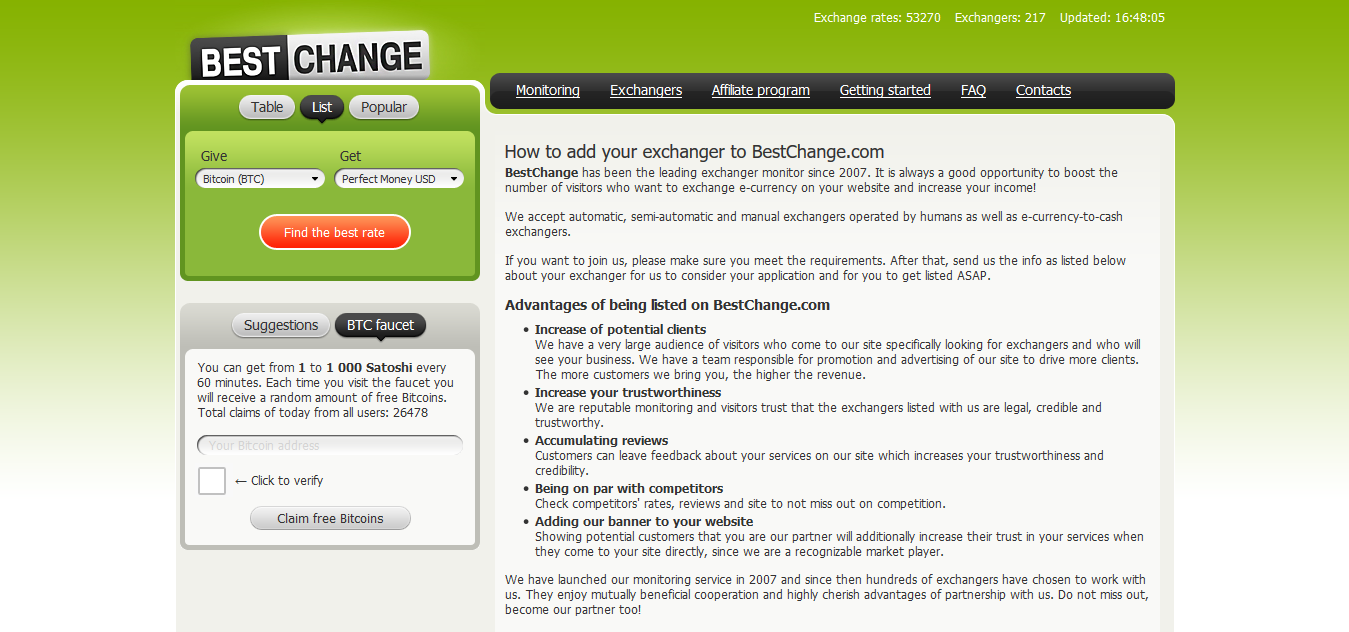 Exchange rates: 53270 Exchangers: 217 Updated: 16:48:05
BEST CHANGE
Monitoring Exchangers Affiliate program Getting started FAQ Contacts
Table List Popular
Give Get
Bitcoin (BTC) Perfect Money USD
Find the best rate
Suggestions BTC faucet
You can get from 1 to 1 000 Satoshi every
60 minutes. Each time you visit the faucet you
will receive a random amount of free Bitcoins.
Total claims of today from all users: 26478
Your Bitcoin address
← Click to verify
Claim free Bitcoins
How to add your exchanger to BestChange.com
BestChange has been the leading exchanger monitor since 2007. It is always a good opportunity to boost the
number of visitors who want to exchange e-currency on your website and increase your income!
We accept automatic, semi-automatic and manual exchangers operated by humans as well as e-currency-to-cash
exchangers.
If you want to join us, please make sure you meet the requirements. After that, send us the info as listed below
about your exchanger for us to consider your application and for you to get listed ASAP.
Advantages of being listed on BestChange.com
• Increase of potential clients
We have a very large audience of visitors who come to our site specifically looking for exchangers and who will
see your business. We have a team responsible for promotion and advertising of our site to drive more clients.
The more customers we bring you, the higher the revenue.
• Increase your trustworthiness
We are reputable monitoring and visitors trust that the exchangers listed with us are legal, credible and
trustworthy.
• Accumulating reviews
Customers can leave feedback about your services on our site which increases your trustworthiness and
credibility.
• Being on par with competitors
Check competitors' rates, reviews and site to not miss out on competition.
• Adding our banner to your website
Showing potential customers that you are our partner will additionally increase their trust in your services when
they come to your site directly, since we are a recognizable market player.
We have launched our monitoring service in 2007 and since then hundreds of exchangers have chosen to work with
us. They enjoy mutually beneficial cooperation and highly cherish advantages of partnership with us. Do not miss out,
become our partner too!